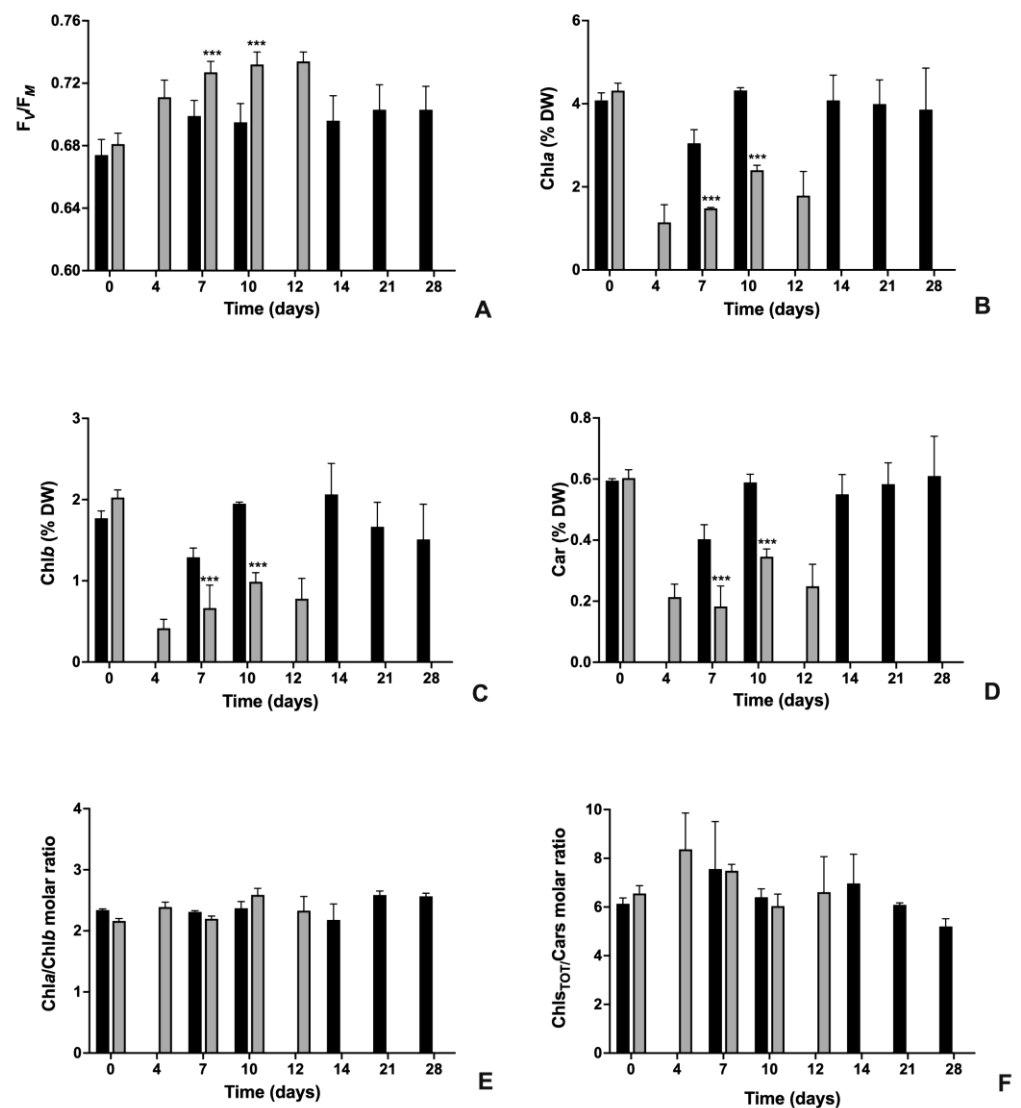 0.76
0.72
0.68
0.64
0.60
FV/FM
***
***
0 4 7 10 12 14 21 28
Time (days)
A
6
4
2
0
Chla (% DW)
***
***
0 4 7 10 12 14 21 28
Time (days)
B
3
2
1
0
Chlb (% DW)
***
***
0 4 7 10 12 14 21 28
Time (days)
C
0.8
0.6
0.4
0.2
0.0
Car (% DW)
***
***
0 4 7 10 12 14 21 28
Time (days)
D
4
3
2
1
0
Chla/Chlb molar ratio
0 4 7 10 12 14 21 28
Time (days)
E
10
8
6
4
2
0
ChlsTOT/Cars molar ratio
0 4 7 10 12 14 21 28
Time (days)
F